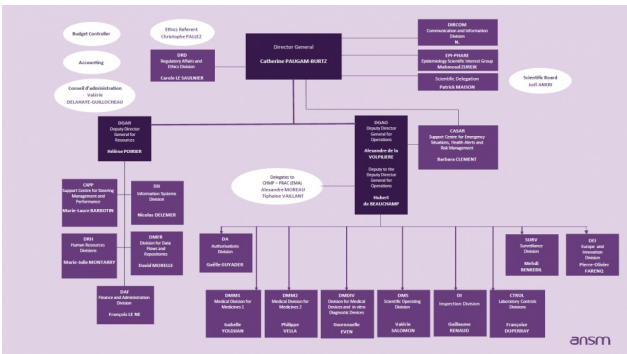 Budget Controller
Accounting
Conseil d'administration
Valérie
DELAHAYE-GUILLOCHEAU
Ethics Referent
Christophe PALLEZ
DRD
Regulatory Affairs and
Ethics Division
Carole LE SAULNIER
Director General
Catherine PAUGAM-BURTZ
DIRCOM
Communication and Information
Division
N.
EPI-PHARE
Epidemiology Scientific Interest Group
Mahmoud ZUREIK
Scientific Delegation
Patrick MAISON
Scientific Board
Joël ANKRI
DGAR
Deputy Director
General for
Resources
Hélène POIRIER
DGAO
Deputy Director
General for
Operations
Alexandre de la
VOLPILIERE
Deputy to the
Deputy Director
General for
Operations
Hubert
de BEAUCHAMP
CASAR
Support Centre for Emergency
Situations, Health Alerts and
Risk Management
Barbara CLEMENT
Delegates to
CHMP – PRAC (EMA)
Alexandre MOREAU
Tiphaine VAILLANT
CAPP
Support Centre for Steering
Management and
Performance
Marie-Laure BARBOTIN
DSI
Information Systems
Division
Nicolas DELEMER
DRH
Human Resources
Divisions
Marie-Julie MONTARRY
DMFR
Division for Data
Flows and
Repositories
David MORELLE
DAF
Finance and Administration
Division
François LE NE
DA
Authorisations
Division
Gaëlle GUYADER
SURV
Surveillance
Division
Mehdi
BENKEBIL
DEI
Europe and
Innovation
Division
Pierre-Olivier
FARENQ
DMM1
Medical Division for
Medicines 1
Isabelle
YOLDJIAN
DMM2
Medical Division for
Medicines 2
Philippe
VELLA
DMDIV
Division for Medical
Devices and in vitro
Diagnostic Devices
EVEN
DMS
Scientific Operating
Division
Valérie
SALOMON
DI
Inspection Division
Guillaume
RENAUD
CTROL
Laboratory Controls
Divisions
Françoise
DUPERRAY
ansm